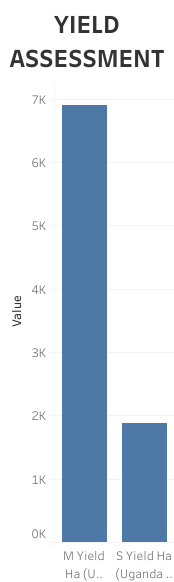 YIELD
ASSESSMENT
7K
6K
5K
4K
3K
2K
1K
0K
Value
M Yield
Ha (U..
S Yield Ha
(Uganda ..